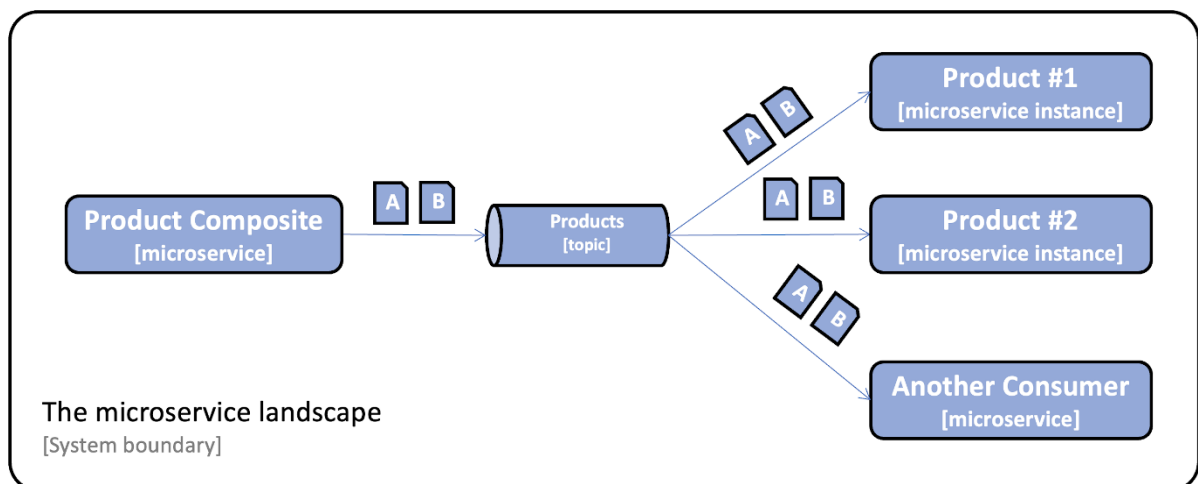 Product #1
[microservice instance]
A B
Product Composite
[microservice]
A B
Products
[topic]
A B
Product #2
[microservice instance]
A B
Another Consumer
[microservice]
The microservice landscape
[System boundary]